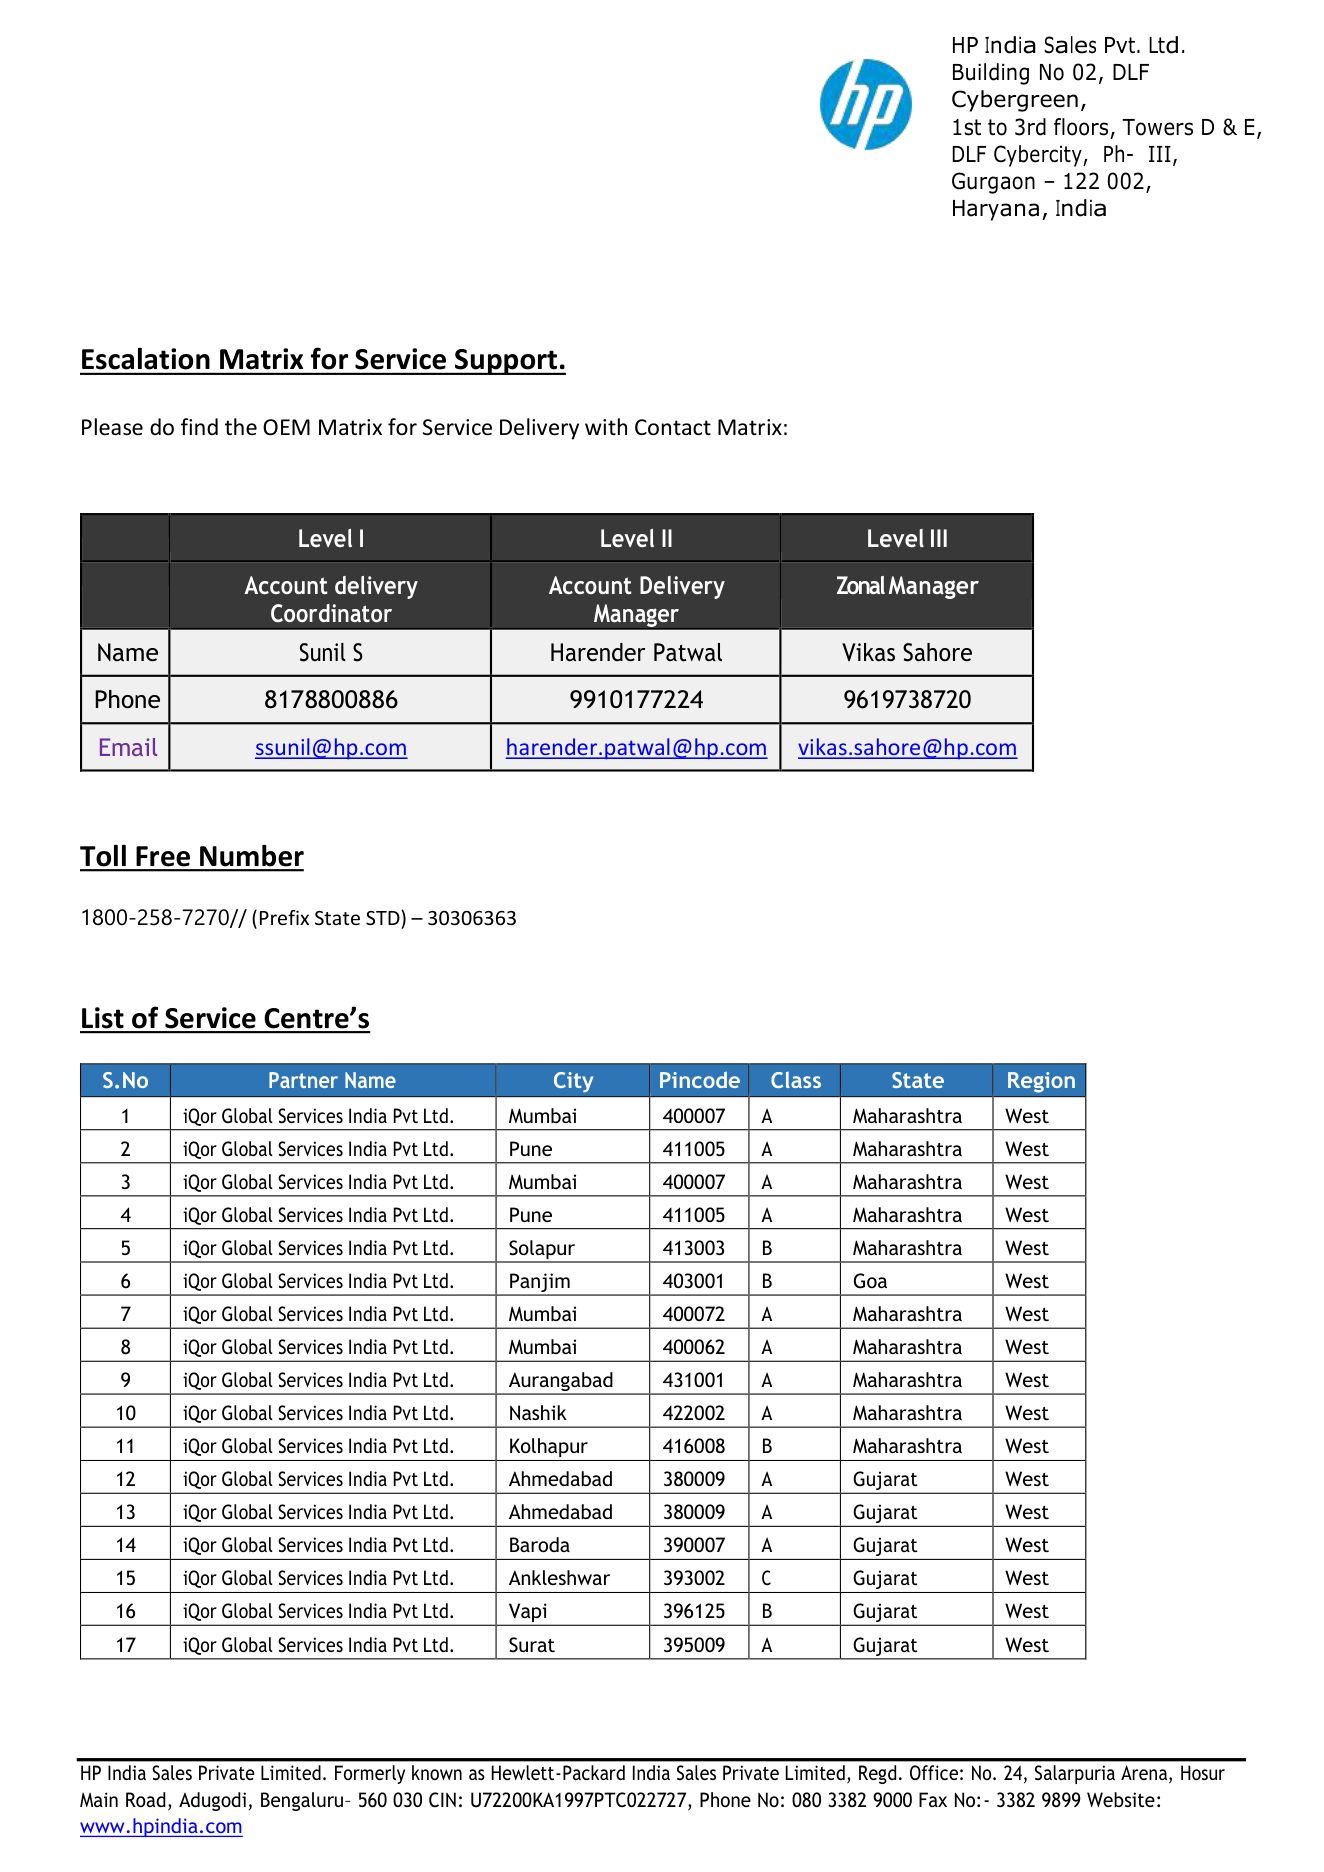 hp
HP India Sales Pvt. Ltd.
Building No 02, DLF
Cybergreen,
1st to 3rd floors, Towers D & E,
DLF Cybercity, Ph- III,
Gurgaon – 122 002,
Haryana, India
Escalation Matrix for Service Support.
Please do find the OEM Matrix for Service Delivery with Contact Matrix:
Level I Level II Level III
Account delivery Account Delivery Zonal Manager
Coordinator Manager
Name Sunil S Harender Patwal Vikas Sahore
Phone 8178800886 9910177224 9619738720
Email ssunil@hp.com harender.patwal@hp.com vikas.sahore@hp.com
Toll Free Number
1800-258-7270// (Prefix State STD) – 30306363
List of Service Centre’s
S.No Partner Name City Pincode Class State Region
1 iQor Global Services India Pvt Ltd. Mumbai 400007 A Maharashtra West
2 iQor Global Services India Pvt Ltd. Pune 411005 A Maharashtra West
3 iQor Global Services India Pvt Ltd. Mumbai 400007 A Maharashtra West
4 iQor Global Services India Pvt Ltd. Pune 411005 A Maharashtra West
5 iQor Global Services India Pvt Ltd. Solapur 413003 B Maharashtra West
6 iQor Global Services India Pvt Ltd. Panjim 403001 B Goa West
7 iQor Global Services India Pvt Ltd. Mumbai 400072 A Maharashtra West
8 iQor Global Services India Pvt Ltd. Mumbai 400062 A Maharashtra West
9 iQor Global Services India Pvt Ltd. Aurangabad 431001 A Maharashtra West
10 iQor Global Services India Pvt Ltd. Nashik 422002 A Maharashtra West
11 iQor Global Services India Pvt Ltd. Kolhapur 416008 B Maharashtra West
12 iQor Global Services India Pvt Ltd. Ahmedabad 380009 A Gujarat West
13 iQor Global Services India Pvt Ltd. Ahmedabad 380009 A Gujarat West
14 iQor Global Services India Pvt Ltd. Baroda 390007 A Gujarat West
15 iQor Global Services India Pvt Ltd. Ankleshwar 393002 C Gujarat West
16 iQor Global Services India Pvt Ltd. Vapi 396125 B Gujarat West
17 iQor Global Services India Pvt Ltd. Surat 395009 A Gujarat West
HP India Sales Private Limited. Formerly known as Hewlett-Packard India Sales Private Limited, Regd. Office: No. 24, Salarpuria Arena, Hosur
Main Road, Adugodi, Bengaluru- 560 030 CIN: U72200KA1997PTC022727, Phone No: 080 3382 9000 Fax No:- 3382 9899 Website:
www.hpindia.com